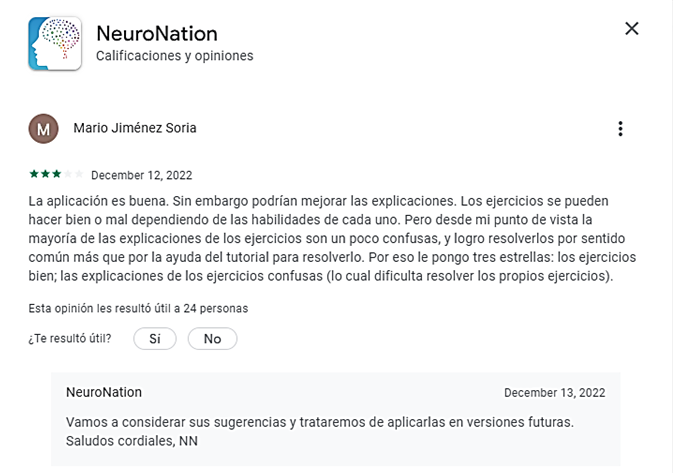 NeuroNation
Calificaciones y opiniones
M
Mario Jiménez Soria
December 12, 2022
La aplicación es buena. Sin embargo podrían mejorar las explicaciones. Los ejercicios se pueden
hacer bien o mal dependiendo de las habilidades de cada uno. Pero desde mi punto de vista la
mayoría de las explicaciones de los ejercicios son un poco confusas, y logro resolverlos por sentido
común más que por la ayuda del tutorial para resolverlo. Por eso le pongo tres estrellas: los ejercicios
bien; las explicaciones de los ejercicios confusas (lo cual dificulta resolver los propios ejercicios).
Esta opinión les resultó útil a 24 personas
¿Te resultó útil? Sí No
NeuroNation December 13, 2022
Vamos a considerar sus sugerencias y trataremos de aplicarlas en versiones futuras.
Saludos cordiales, NN